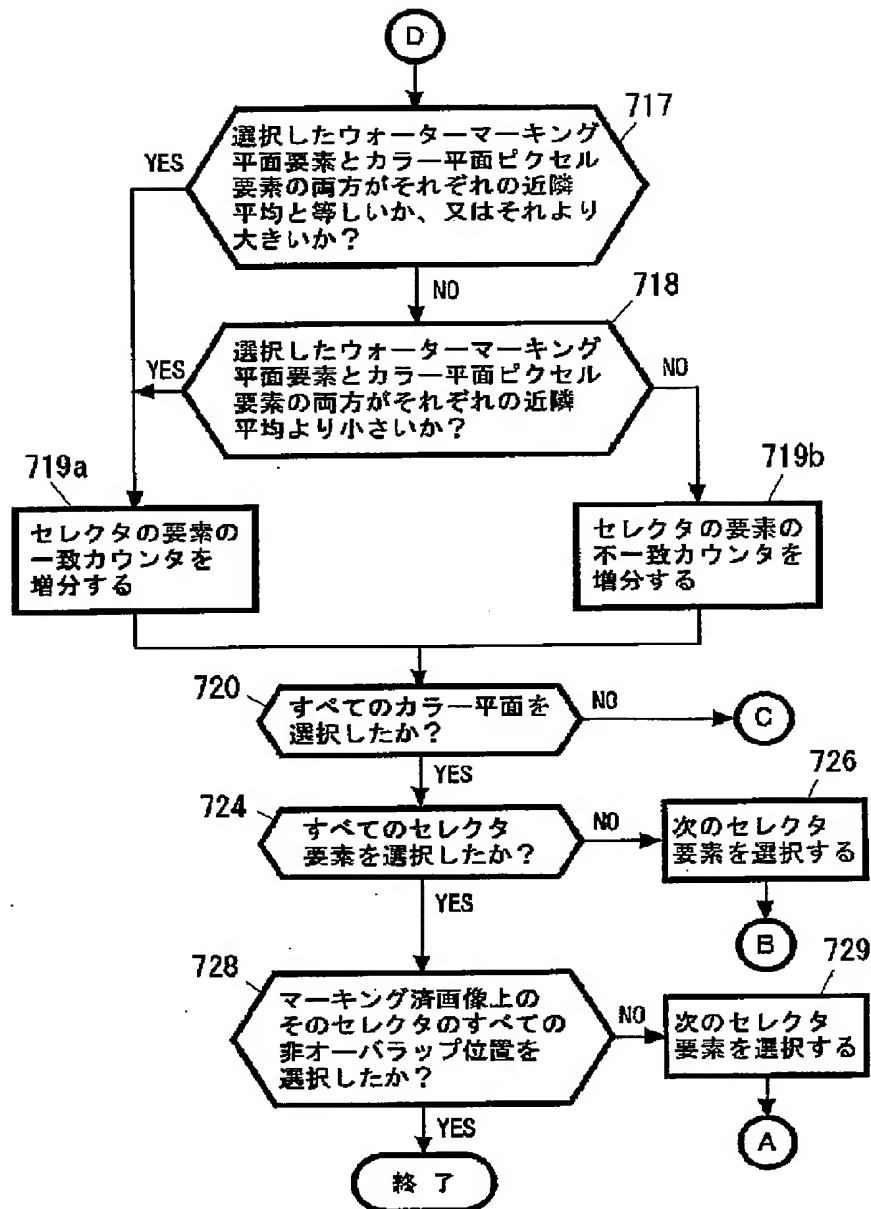 D
717
選択したウォーターマーキング
平面要素とカラー平面ピクセル
要素の両方がそれぞれの近隣
平均と等しいか、又はそれより
大きいか？
YES
NO
718
選択したウォーターマーキング
平面要素とカラー平面ピクセル
要素の両方がそれぞれの近隣
平均より小さいか？
YES
NO
719a
セレクタの要素の
一致カウンタを
増分する
719b
セレクタの要素の
不一致カウンタを
増分する
720
すべてのカラー平面を
選択したか？
NO
C
YES
724
すべてのセレクタ
要素を選択したか？
NO
726
次のセレクタ
要素を選択する
B
YES
728
マーキング済画像上の
そのセレクタのすべての
非オーバラップ位置を
選択したか？
NO
729
次のセレクタ
要素を選択する
A
YES
終了